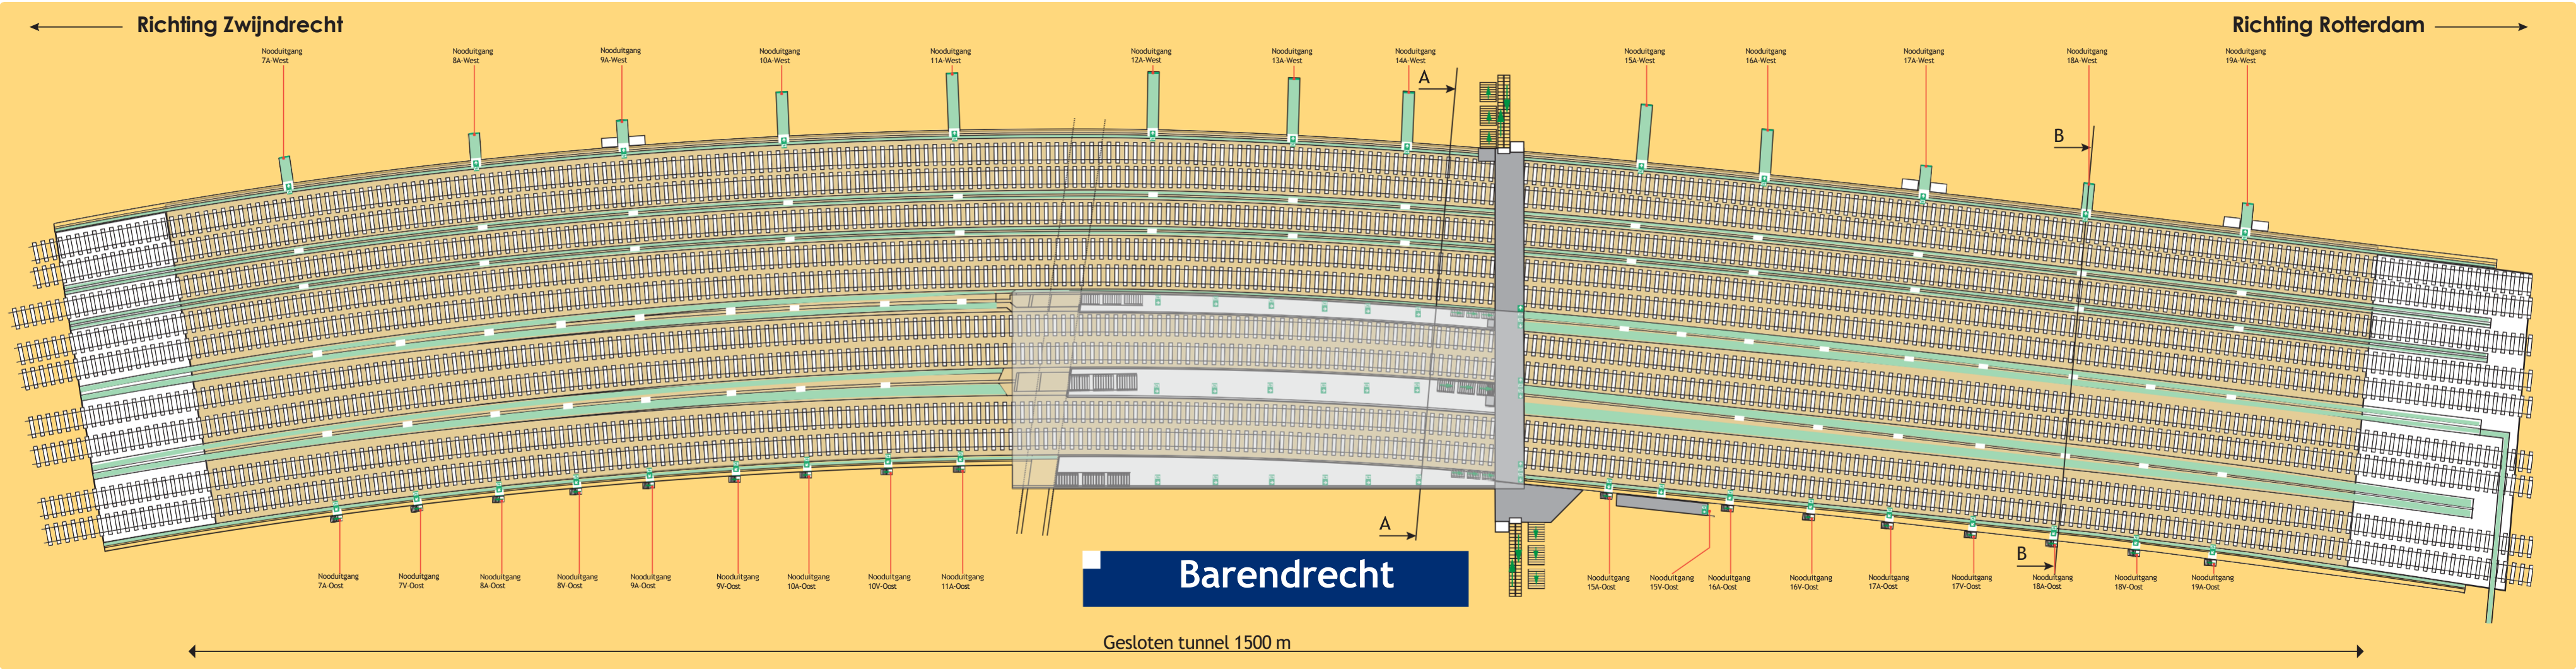 Richting Zwijndrecht
Richting Rotterdam
Nooduitgang
7A-West
Nooduitgang
8A-West
Nooduitgang
9A-West
Nooduitgang
10A-West
Nooduitgang
11A-West
Nooduitgang
12A-West
Nooduitgang
13A-West
Nooduitgang
14A-West
Nooduitgang
15A-West
Nooduitgang
16A-West
Nooduitgang
17A-West
Nooduitgang
18A-West
Nooduitgang
19A-West
A
B
A
B
Nooduitgang
7A-Oost
Nooduitgang
7V-Oost
Nooduitgang
8A-Oost
Nooduitgang
8V-Oost
Nooduitgang
9A-Oost
Nooduitgang
9V-Oost
Nooduitgang
10A-Oost
Nooduitgang
10V-Oost
Nooduitgang
11A-Oost
Barendrecht
Nooduitgang
15A-Oost
Nooduitgang
15V-Oost
Nooduitgang
16A-Oost
Nooduitgang
16V-Oost
Nooduitgang
17A-Oost
Nooduitgang
17V-Oost
Nooduitgang
18A-Oost
Nooduitgang
18V-Oost
Nooduitgang
19A-Oost
Gesloten tunnel 1500 m